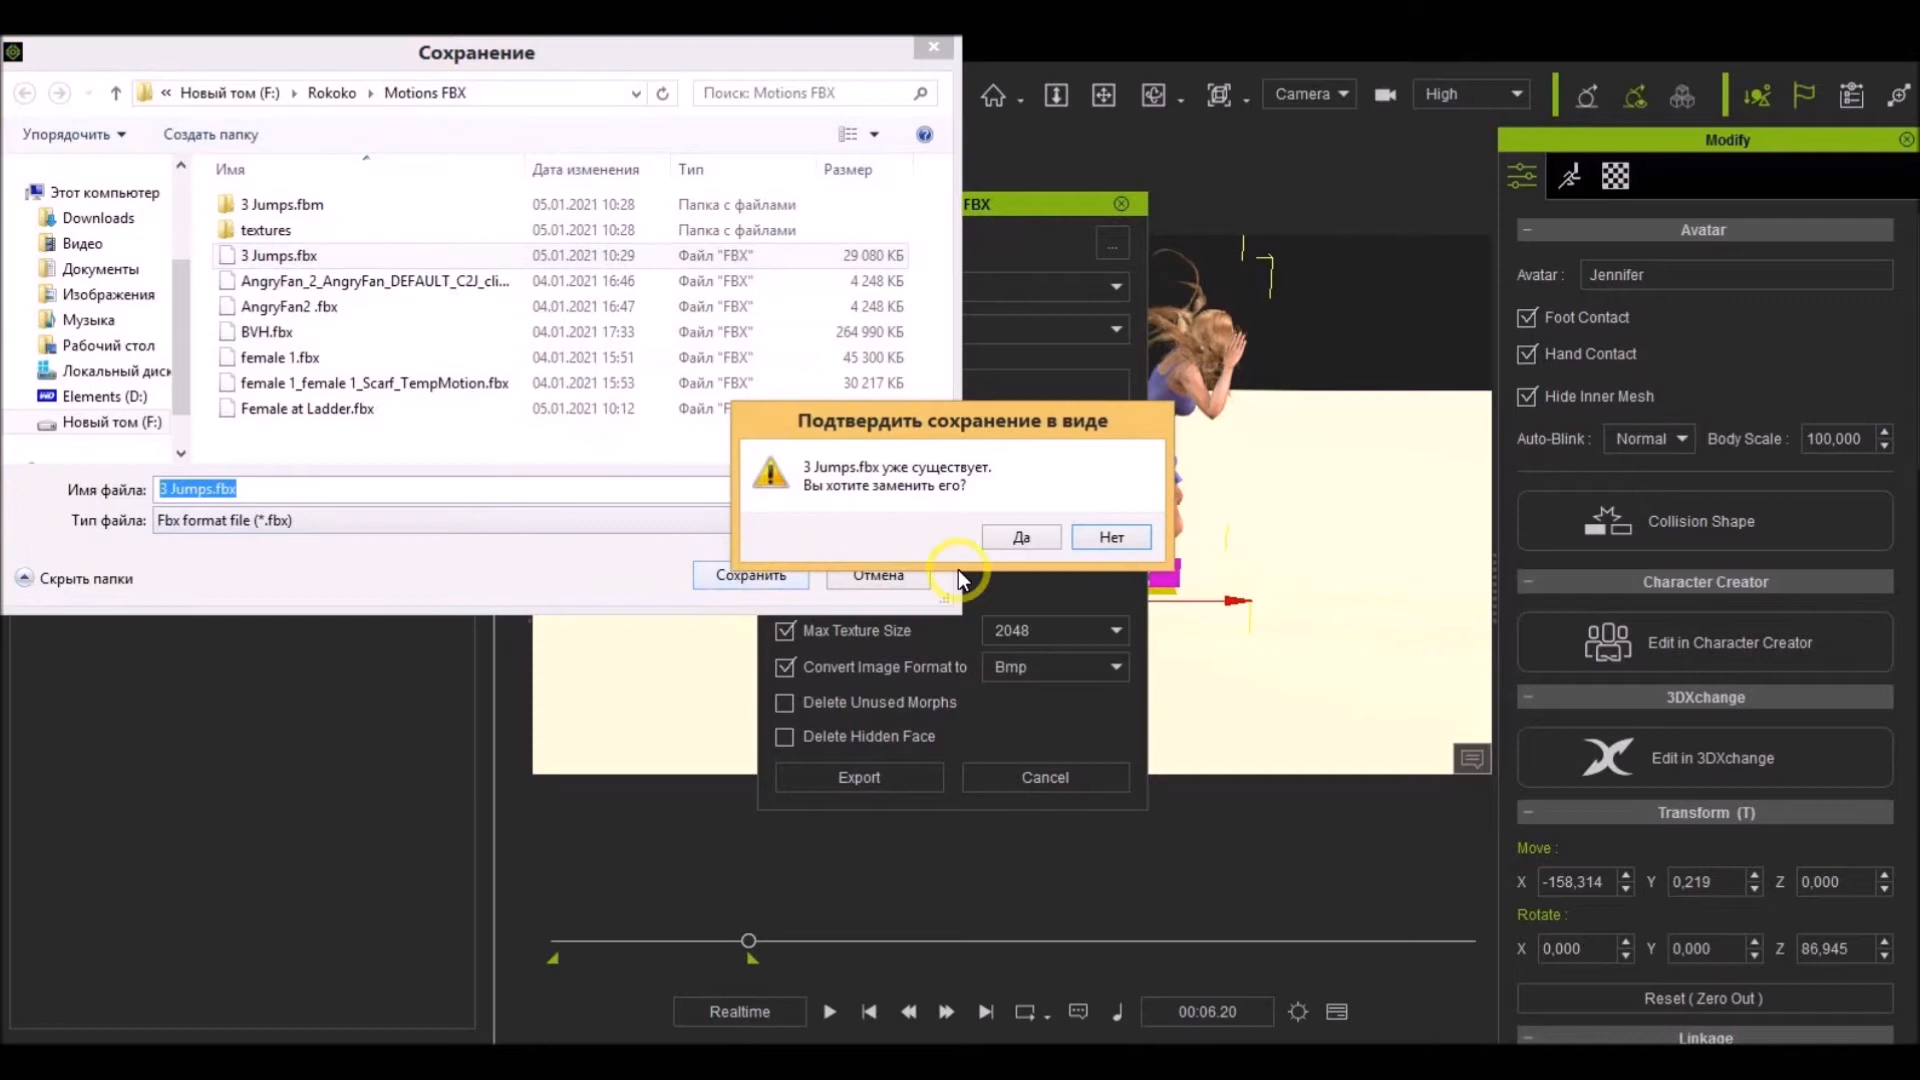 Сохранение
« Новый том (F:) Rokoko Motions FBX
Поиск: Motions FBX
Упорядочить
Создать папку
Имя Дата изменения Тип Размер
Этот компьютер
Downloads
Видео
Документы
Изображения
Музыка
Рабочий стол
Локальный диск
Elements (D:)
Новый том (F:)
3 Jumps.fbm 05.01.2021 10:28 Папка с файлами
textures 05.01.2021 10:28 Папка с файлами
3 Jumps.fbx 05.01.2021 10:29 Файл "FBX" 29 080 КБ
AngryFan_2_AngryFan_DEFAULT_C2J_cli... 04.01.2021 16:46 Файл "FBX" 4 248 КБ
AngryFan2 .fbx 04.01.2021 16:47 Файл "FBX" 4 248 КБ
BVH.fbx 04.01.2021 17:33 Файл "FBX" 264 990 КБ
female 1.fbx 04.01.2021 15:51 Файл "FBX" 45 300 КБ
female 1_female 1_Scarf_TempMotion.fbx 04.01.2021 15:53 Файл "FBX" 30 217 КБ
Female at Ladder.fbx 05.01.2021 10:12 Файл "F
Имя файла: 3 Jumps.fbx
Тип файла: Fbx format file (*.fbx)
Скрыть папки
Сохранить
Отмена
Подтвердить сохранение в виде
3 Jumps.fbx уже существует.
Вы хотите заменить его?
Да
Нет
FBX
...
Max Texture Size 2048
Convert Image Format to Bmp
Delete Unused Morphs
Delete Hidden Face
Export
Cancel
Camera
High
Modify
Avatar
Avatar : Jennifer
Foot Contact
Hand Contact
Hide Inner Mesh
Auto-Blink : Normal Body Scale : 100,000
Collision Shape
Character Creator
Edit in Character Creator
3DXchange
Edit in 3DXchange
Transform (T)
Move :
X -158,314 Y 0,219 Z 0,000
Rotate :
X 0,000 Y 0,000 Z 86,945
Reset ( Zero Out )
Linkage
Realtime
00:06.20